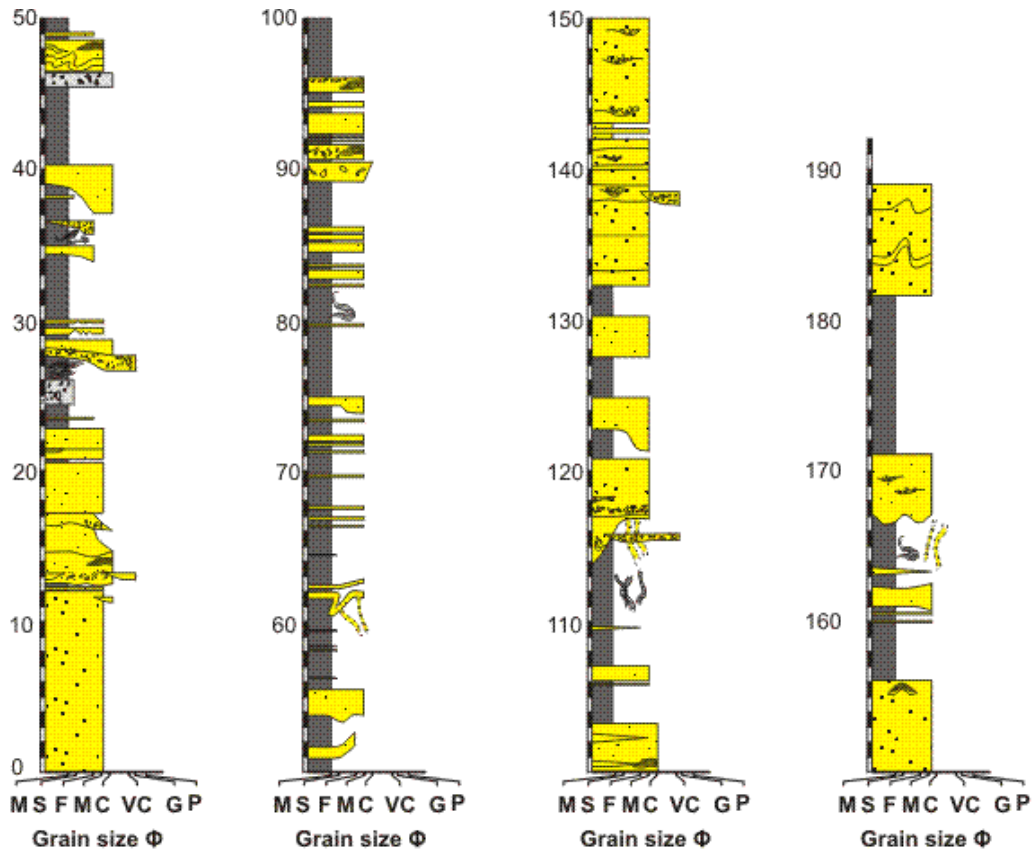 50
40
30
20
10
0
M S F M C VC G P
Grain size Φ
100
90
80
70
60
M S F M C VC G P
Grain size Φ
150
140
130
120
110
M S F M C VC G P
Grain size Φ
190
180
170
160
M S F M C VC G P
Grain size Φ